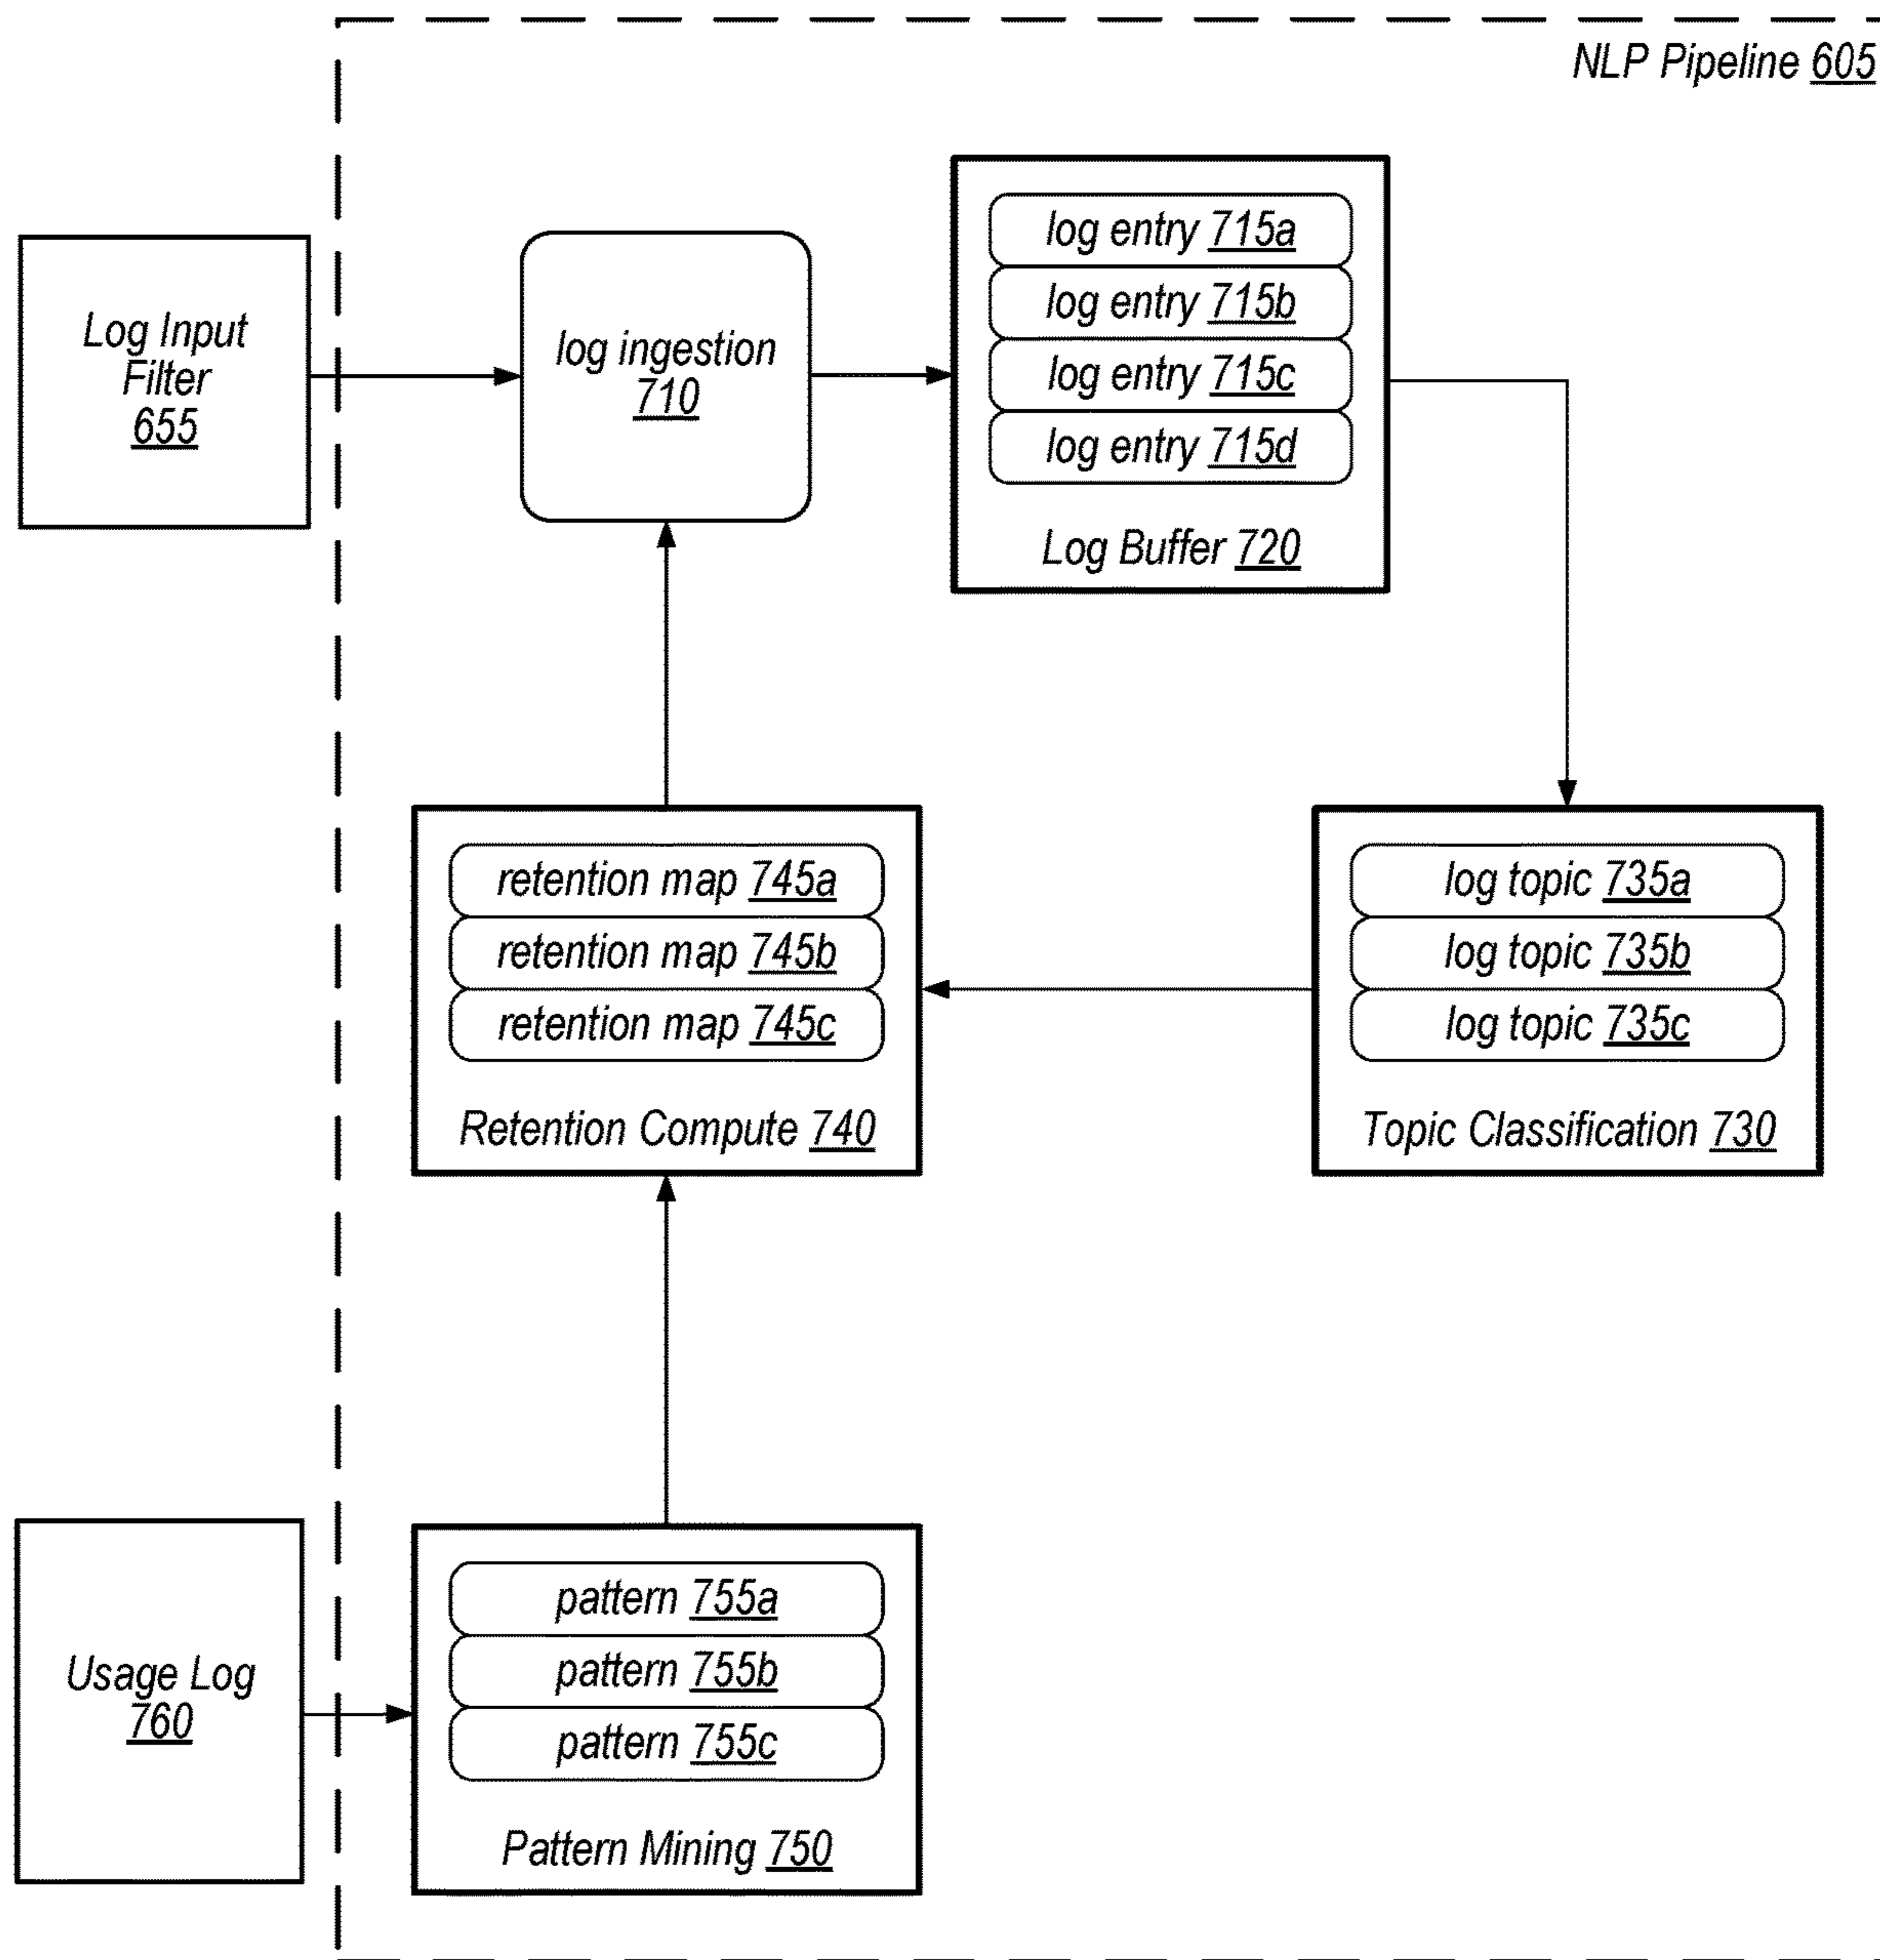 NLP Pipeline 605
Log Input
Filter
655
log ingestion
710
log entry 715a
log entry 715b
log entry 715c
log entry 715d
Log Buffer 720
retention map 745a
retention map 745b
retention map 745c
Retention Compute 740
log topic 735a
log topic 735b
log topic 735c
Topic Classification 730
Usage Log
760
pattern 755a
pattern 755b
pattern 755c
Pattern Mining 750